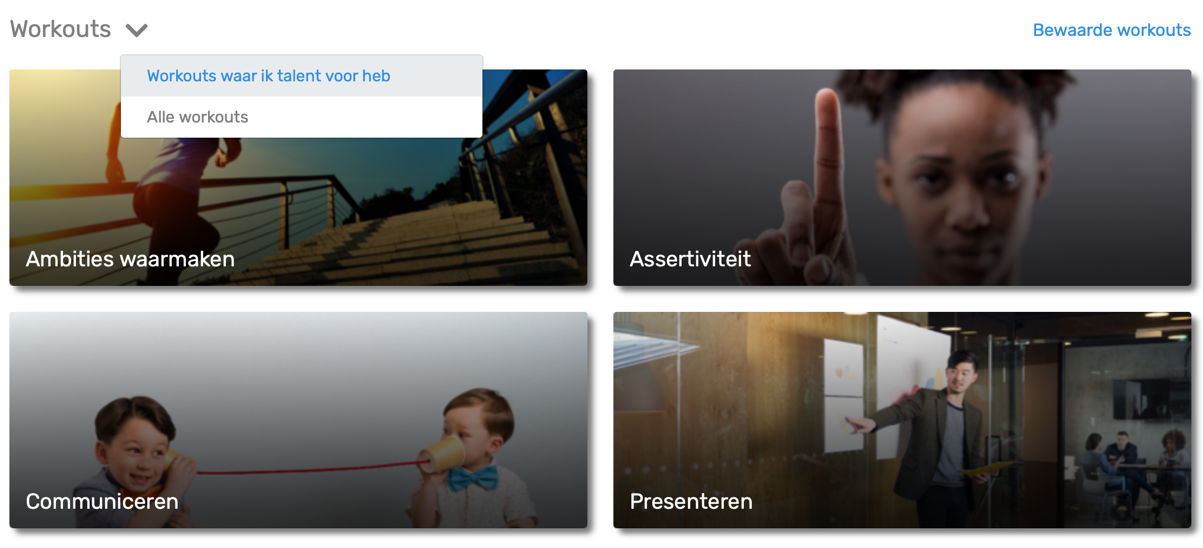 Workouts
Bewaarde workouts
Workouts waar ik talent voor heb
Alle workouts
Ambities waarmaken
Assertiviteit
Communiceren
Presenteren